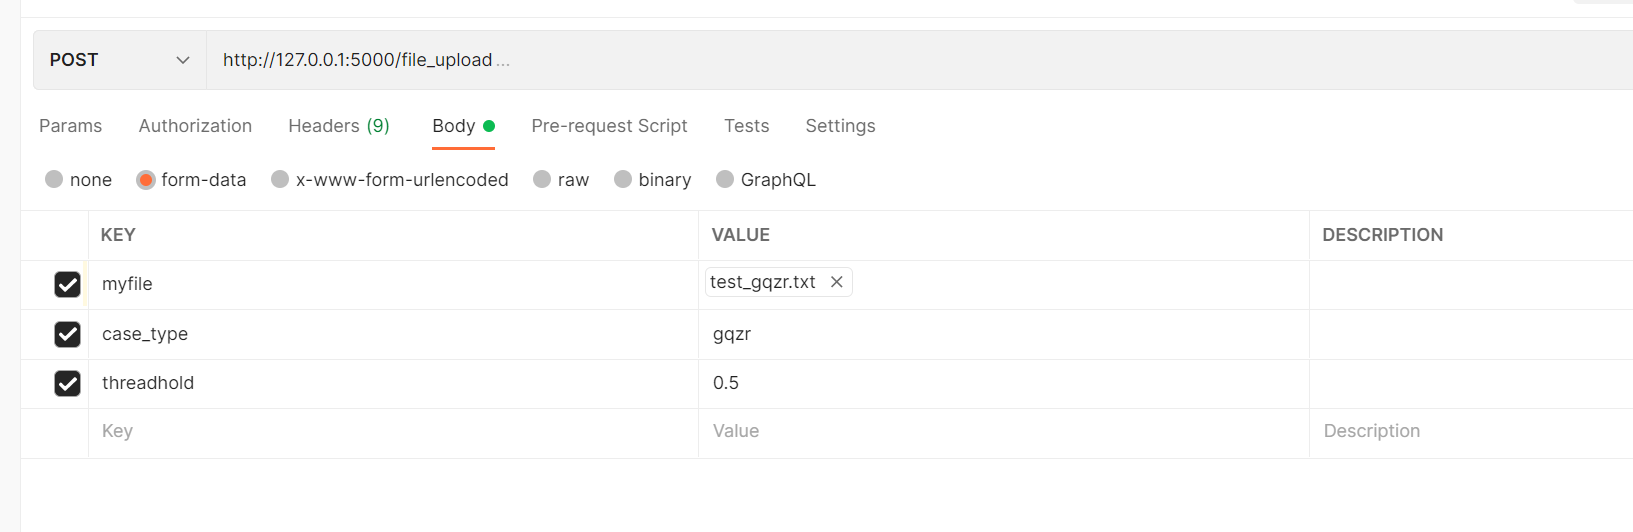 POST http://127.0.0.1:5000/file_upload ...
Params Authorization Headers (9) Body Pre-request Script Tests Settings
none form-data x-www-form-urlencoded raw binary GraphQL
KEY VALUE DESCRIPTION
myfile test_gqzr.txt
case_type gqzr
threadhold 0.5
Key Value Description